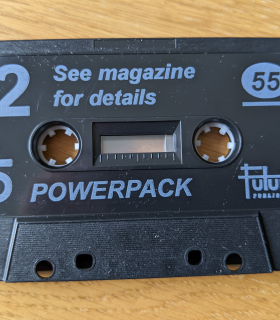 2
See magazine
for details
55
5
POWERPACK